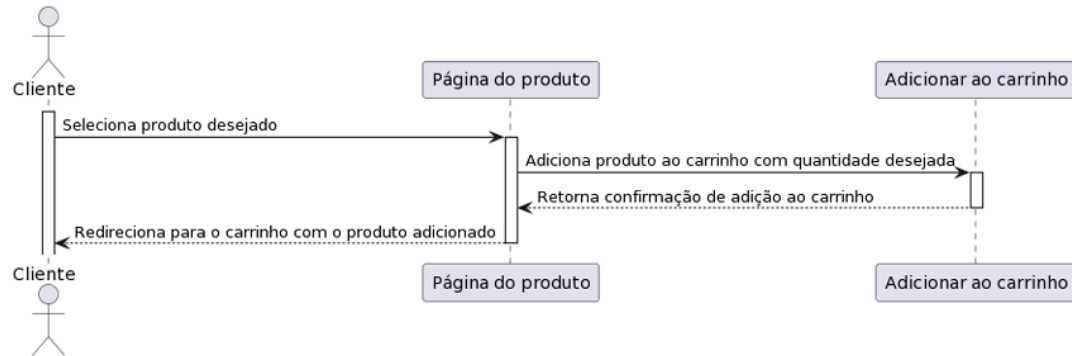 Cliente
Página do produto
Adicionar ao carrinho
Seleciona produto desejado
Adiciona produto ao carrinho com quantidade desejada
Retorna confirmação de adição ao carrinho
Redireciona para o carrinho com o produto adicionado
Cliente
Página do produto
Adicionar ao carrinho